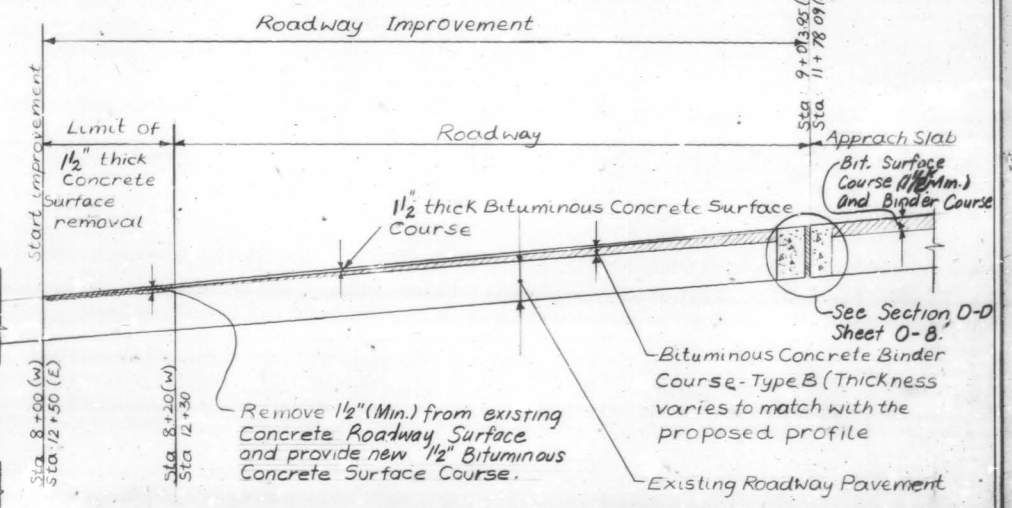 Roadway Improvement
Sta 9+013.95(
Sta 11+78 09(
Start improvement
Limit of
1½" thick
Concrete
Surface
removal
Roadway
Apprach Slab
Bit. Surface
Course (1½" Min.)
and Binder Course
1½" thick Bituminous Concrete Surface
Course
See Section D-D
Sheet O-8.
Bituminous Concrete Binder
Course-Type B (Thickness
varies to match with the
proposed profile
Sta 8+00(W)
Sta. 12+50 (E)
Sta 8+20(W)
Sta 12+30
Remove 1½"(Min.) from existing
Concrete Roadway Surface
and provide new 1½" Bituminous
Concrete Surface Course.
Existing Roadway Pavement